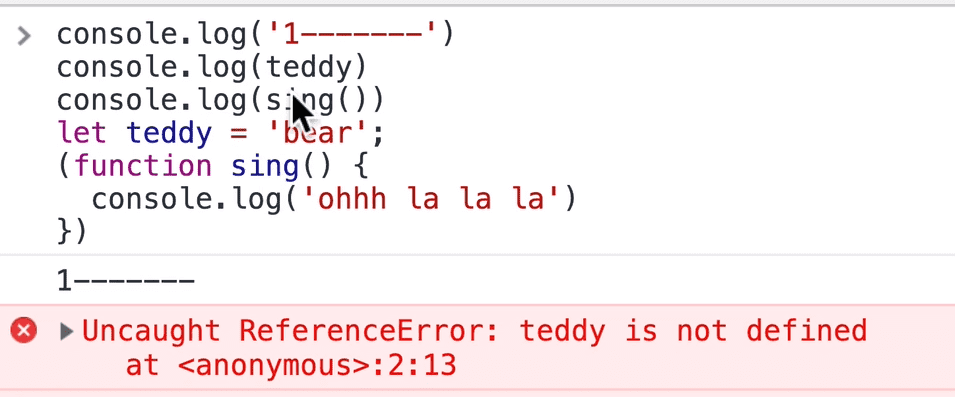 console.log('1-------')
console.log(teddy)
console.log(sing())
let teddy = 'bear';
(function sing() {
  console.log('ohhh la la la')
})
1-------
Uncaught ReferenceError: teddy is not defined
at <anonymous>:2:13